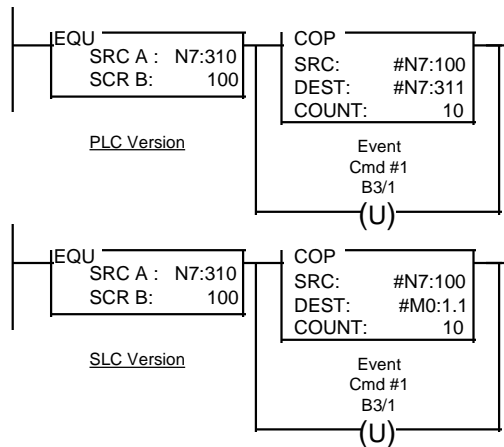 EQU
SRC A : N7:310
SCR B: 100
COP
SRC: #N7:100
DEST: #N7:311
COUNT: 10
PLC Version
Event
Cmd #1
B3/1
(U)
EQU
SRC A : N7:310
SCR B: 100
COP
SRC: #N7:100
DEST: #M0:1.1
COUNT: 10
SLC Version
Event
Cmd #1
B3/1
(U)